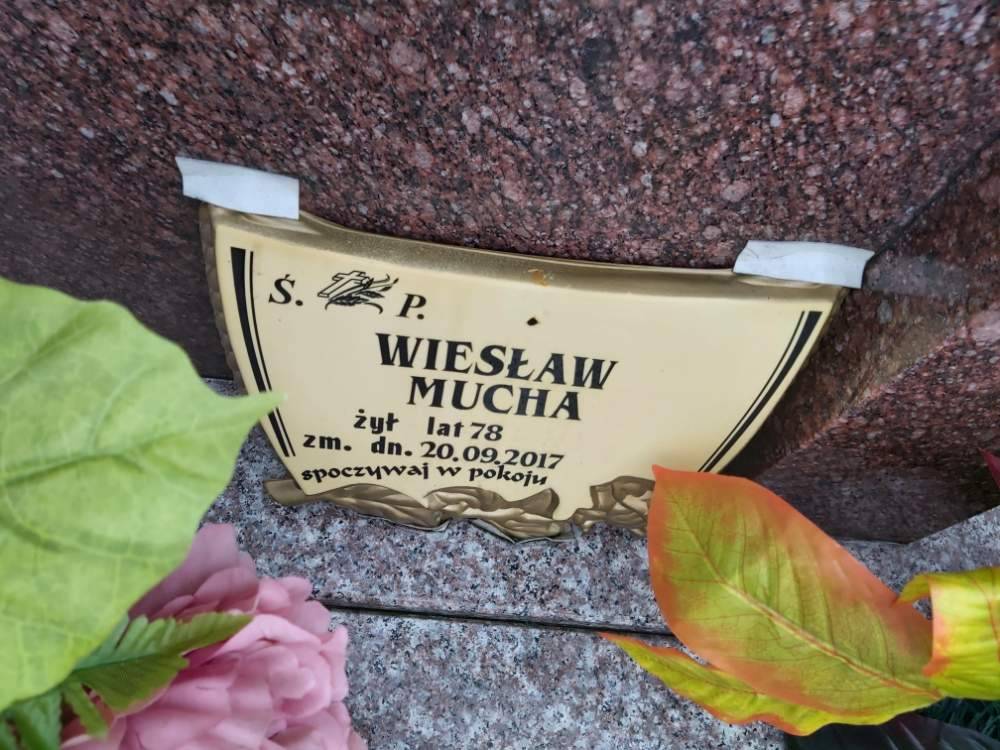 Ś. P.
WIESŁAW
MUCHA
żył lat 78
zm. dn. 20.09.2017
spoczywaj w pokoju